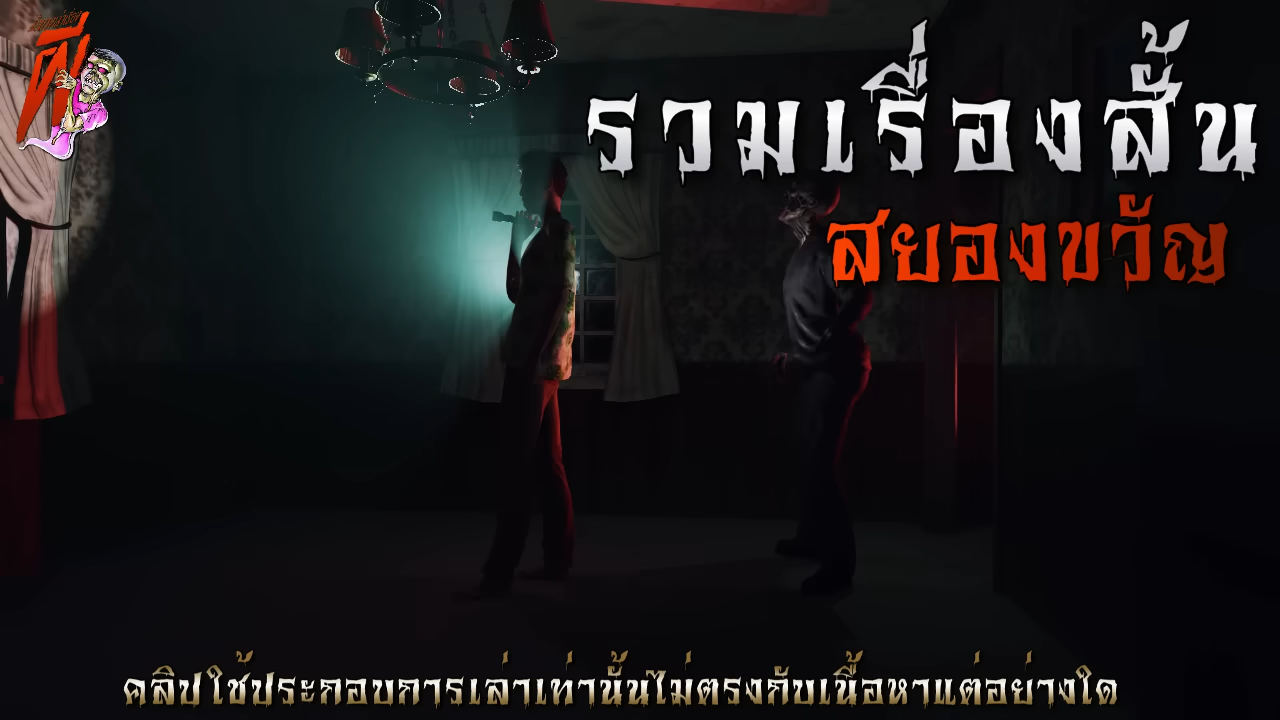 ผี
รวมเรื่องสั้น
สยองขวัญ
คลิปใช้ประกอบการเล่าเท่านั้นไม่ตรงกับเนื้อหาแต่อย่างใด